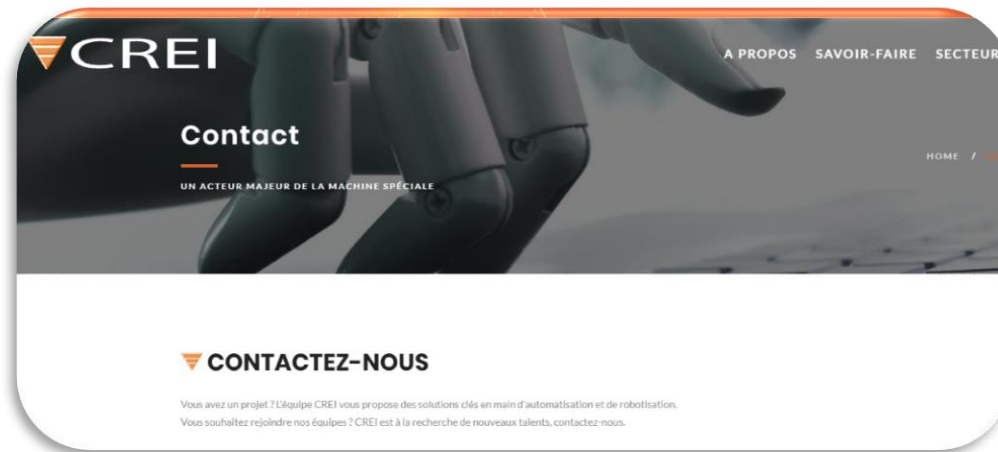 CREI
A PROPOS SAVOIR-FAIRE SECTEUR
Contact
HOME /
UN ACTEUR MAJEUR DE LA MACHINE SPÉCIALE
CONTACTEZ-NOUS
Vous avez un projet ? L'équipe CREI vous propose des solutions clés en main d'automatisation et de robotisation.
Vous souhaitez rejoindre nos équipes ? CREI est à la recherche de nouveaux talents, contactez-nous.